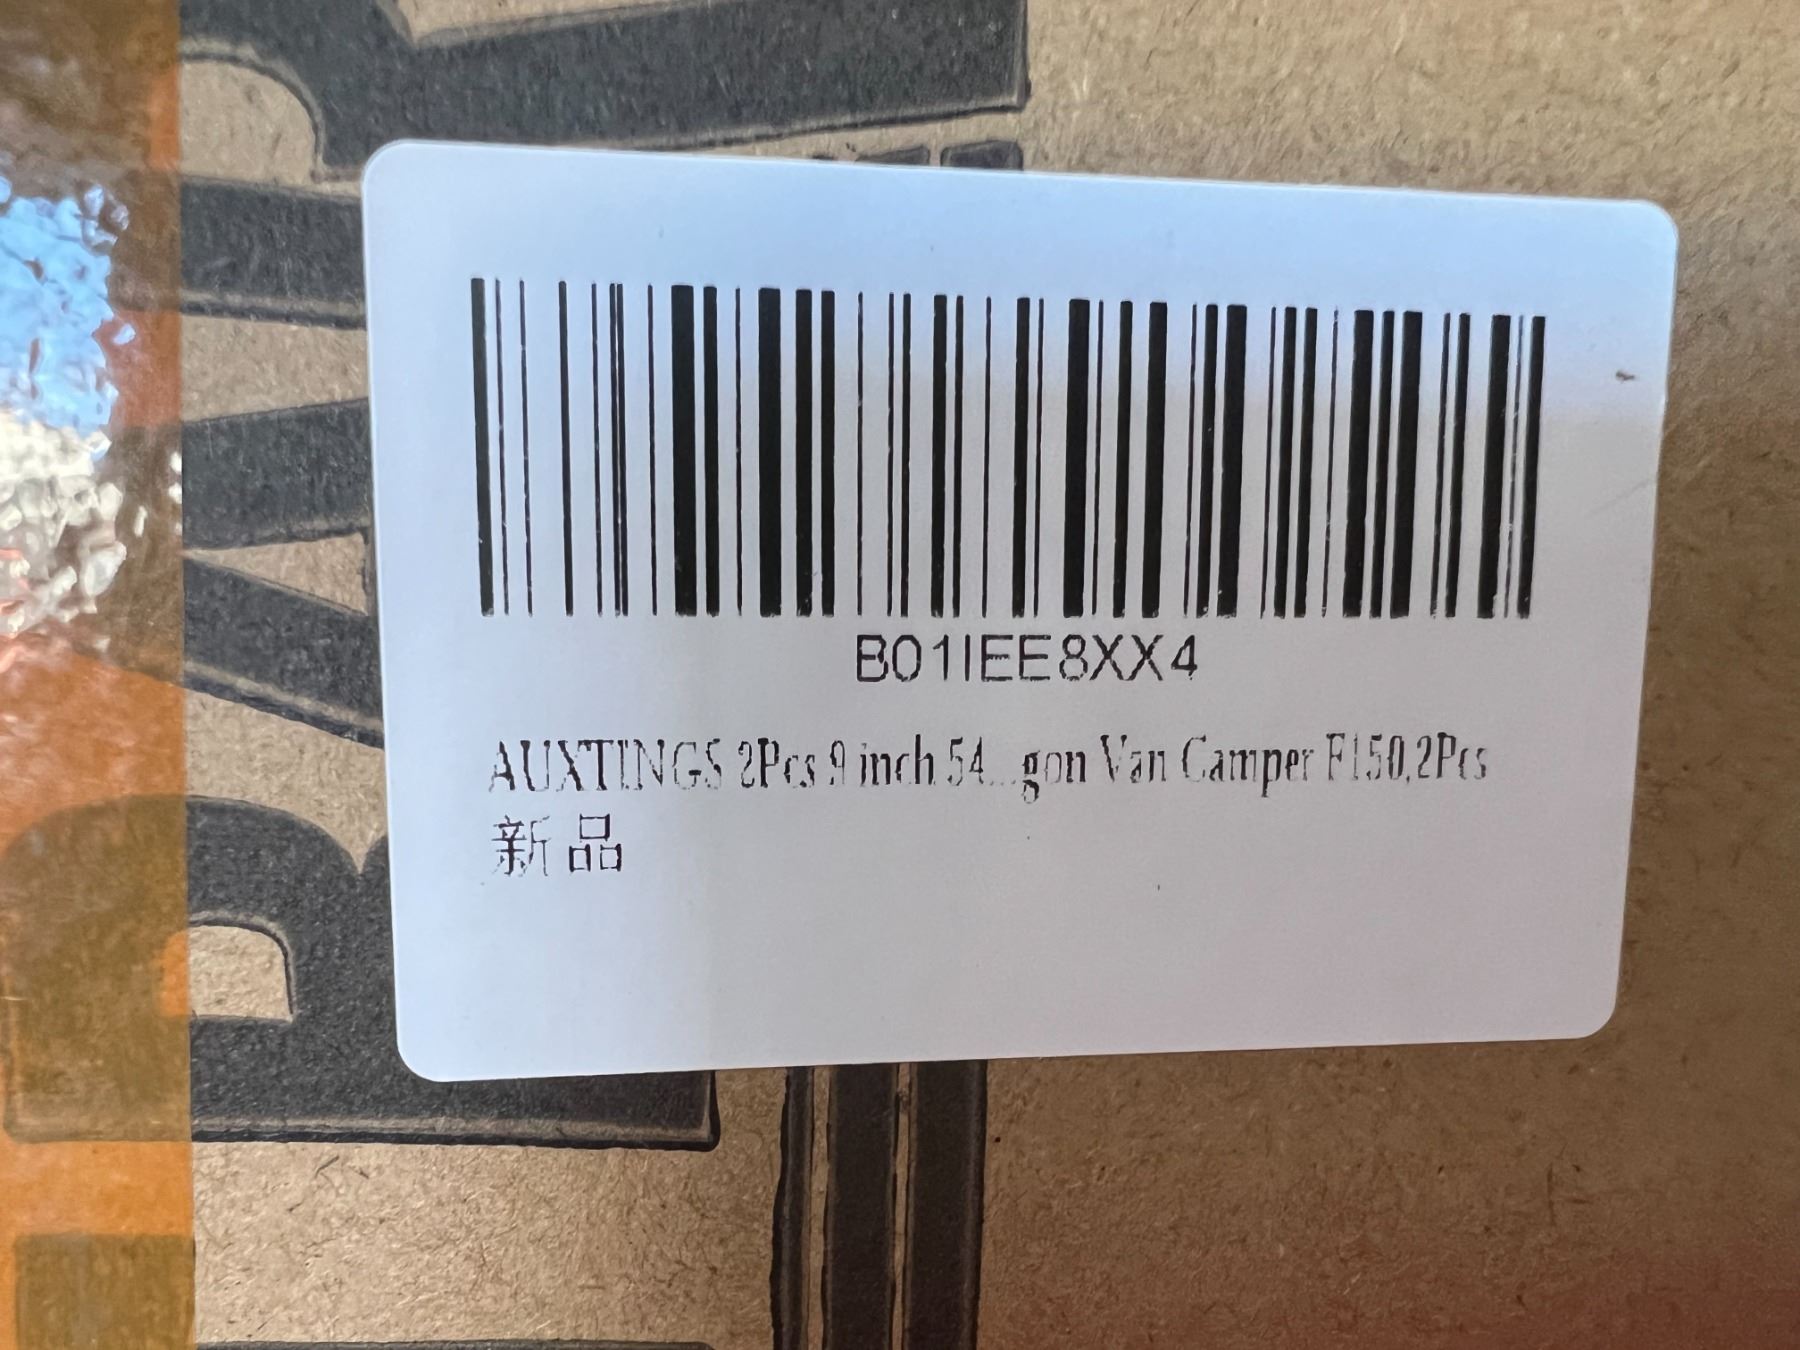 B01IEE8XX4
AUXTINGS 2Pcs 9 inch 54...gon Van Camper F150,2Pcs
新品